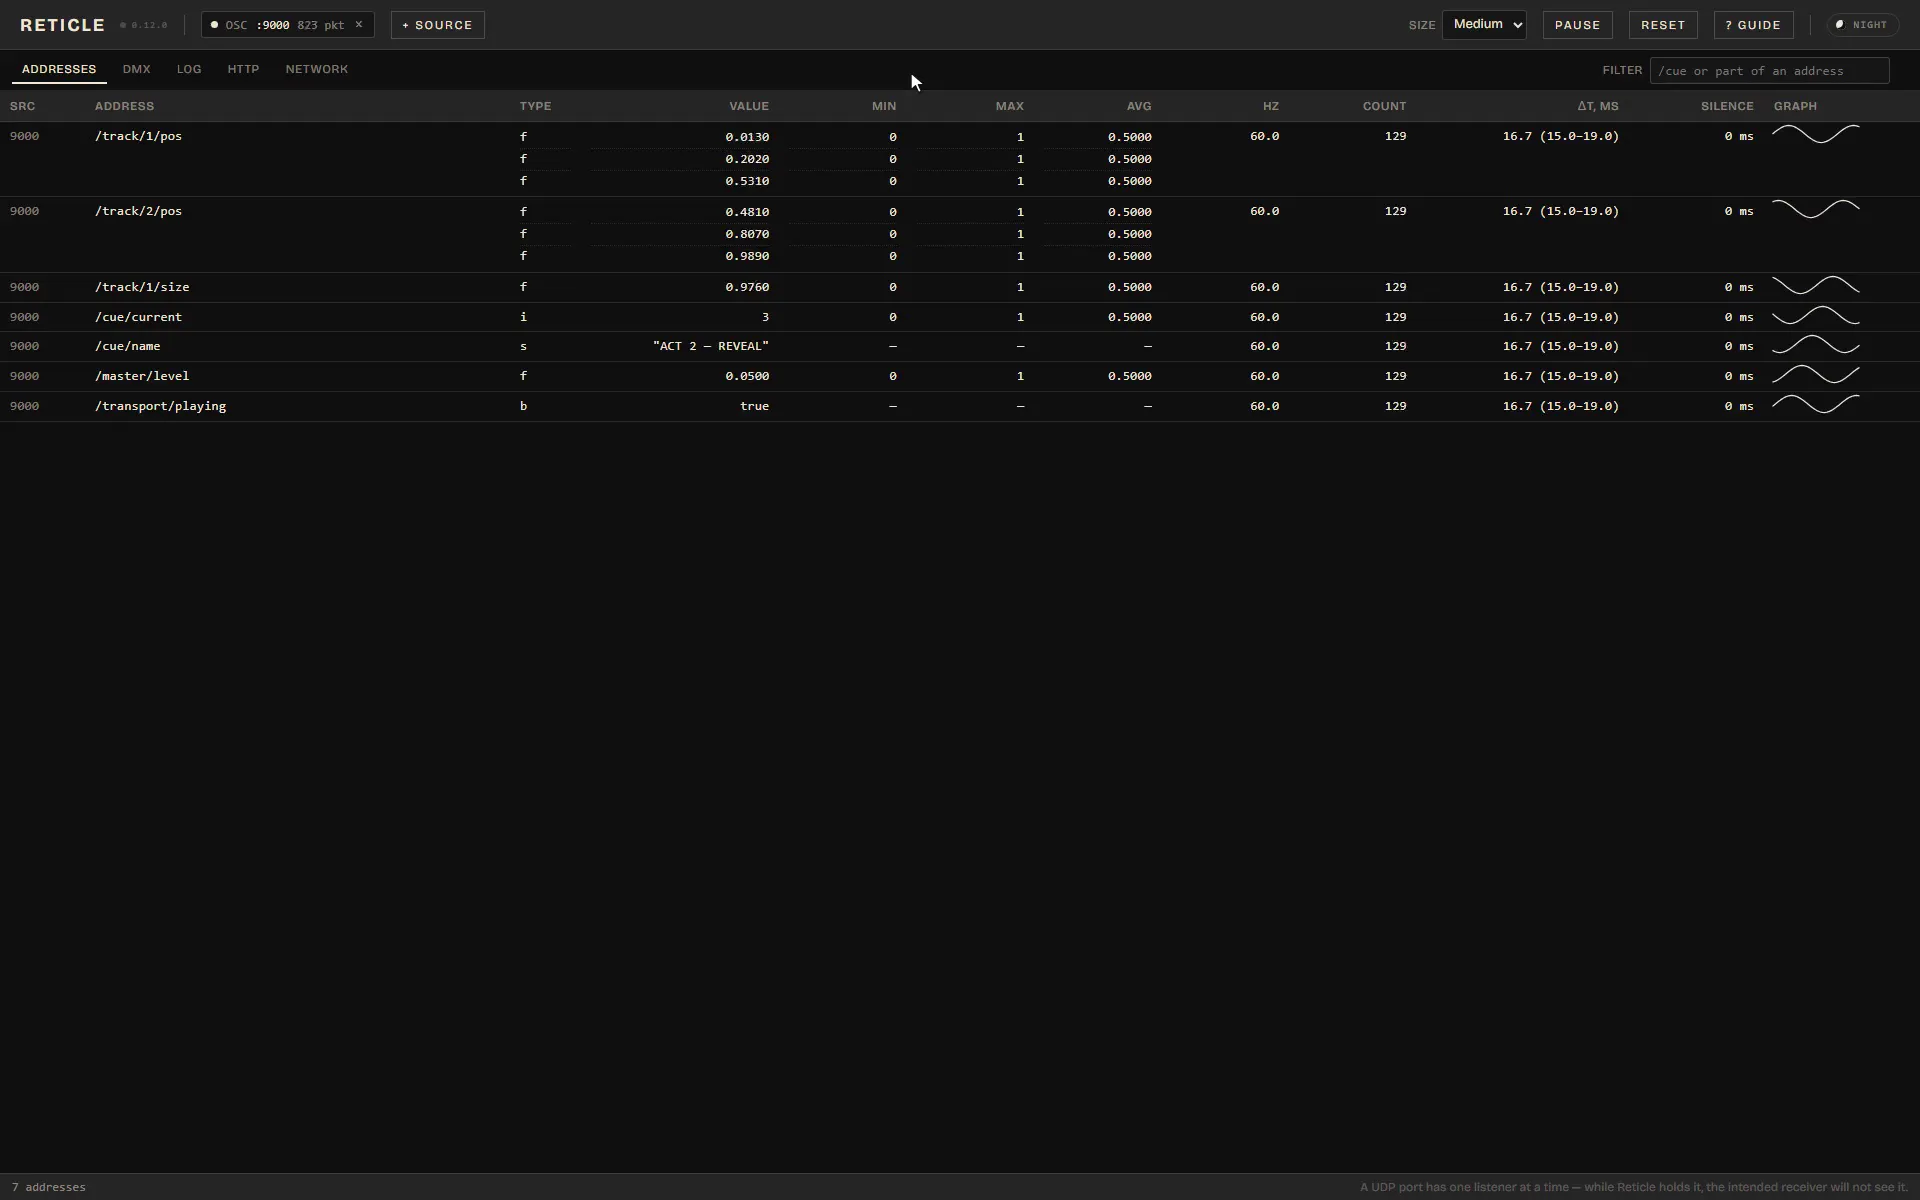 RETICLE 0.12.0 OSC :9000 823 pkt × + SOURCE SIZE Medium PAUSE RESET ? GUIDE NIGHT
ADDRESSES DMX LOG HTTP NETWORK FILTER /cue or part of an address
SRC ADDRESS TYPE VALUE MIN MAX AVG HZ COUNT ΔT, MS SILENCE GRAPH
9000 /track/1/pos f 0.0130 0 1 0.5000 60.0 129 16.7 (15.0–19.0) 0 ms
f 0.2020 0 1 0.5000
f 0.5310 0 1 0.5000
9000 /track/2/pos f 0.4810 0 1 0.5000 60.0 129 16.7 (15.0–19.0) 0 ms
f 0.8070 0 1 0.5000
f 0.9890 0 1 0.5000
9000 /track/1/size f 0.9760 0 1 0.5000 60.0 129 16.7 (15.0–19.0) 0 ms
9000 /cue/current i 3 0 1 0.5000 60.0 129 16.7 (15.0–19.0) 0 ms
9000 /cue/name s "ACT 2 — REVEAL" — — — 60.0 129 16.7 (15.0–19.0) 0 ms
9000 /master/level f 0.0500 0 1 0.5000 60.0 129 16.7 (15.0–19.0) 0 ms
9000 /transport/playing b true — — — 60.0 129 16.7 (15.0–19.0) 0 ms
7 addresses A UDP port has one listener at a time — while Reticle holds it, the intended receiver will not see it.